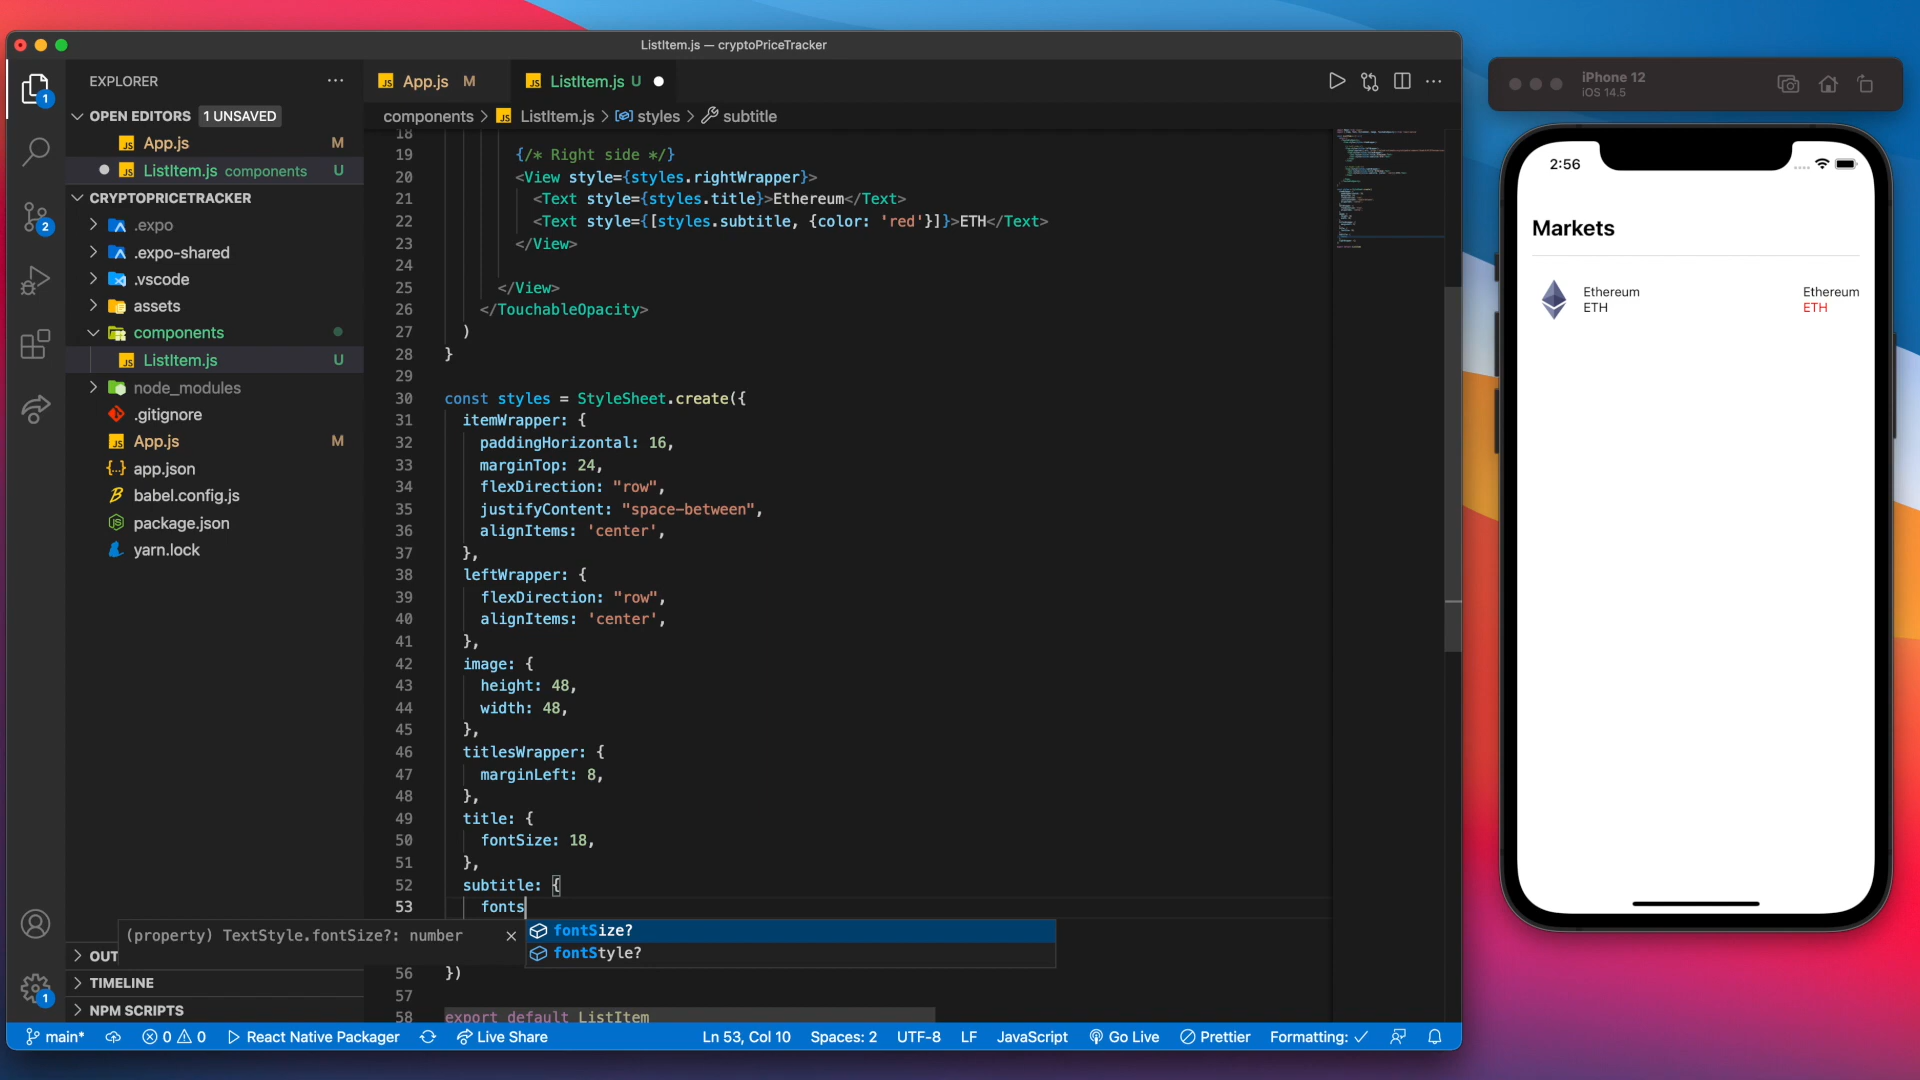 ListItem.js — cryptoPriceTracker
EXPLORER
OPEN EDITORS 1 UNSAVED
App.js M
ListItem.js components U
CRYPTOPRICETRACKER
.expo
.expo-shared
.vscode
assets
components
ListItem.js U
node_modules
.gitignore
App.js M
app.json
babel.config.js
package.json
yarn.lock
OUT
TIMELINE
NPM SCRIPTS
1
2
1
App.js M
ListItem.js U
components > ListItem.js > styles > subtitle
18
19 {/* Right side */}
20 <View style={styles.rightWrapper}>
21 <Text style={styles.title}>Ethereum</Text>
22 <Text style={[styles.subtitle, {color: 'red'}]}>ETH</Text>
23 </View>
24
25 </View>
26 </TouchableOpacity>
27 )
28 }
29
30 const styles = StyleSheet.create({
31 itemWrapper: {
32 paddingHorizontal: 16,
33 marginTop: 24,
34 flexDirection: "row",
35 justifyContent: "space-between",
36 alignItems: 'center',
37 },
38 leftWrapper: {
39 flexDirection: "row",
40 alignItems: 'center',
41 },
42 image: {
43 height: 48,
44 width: 48,
45 },
46 titlesWrapper: {
47 marginLeft: 8,
48 },
49 title: {
50 fontSize: 18,
51 },
52 subtitle: {
53 fonts
(property) TextStyle.fontSize?: number
fontSize?
fontStyle?
56 })
57
58 export default ListItem
main* 0 0 React Native Packager Live Share Ln 53, Col 10 Spaces: 2 UTF-8 LF JavaScript Go Live Prettier Formatting: ✓
iPhone 12
iOS 14.5
2:56
Markets
Ethereum Ethereum
ETH ETH